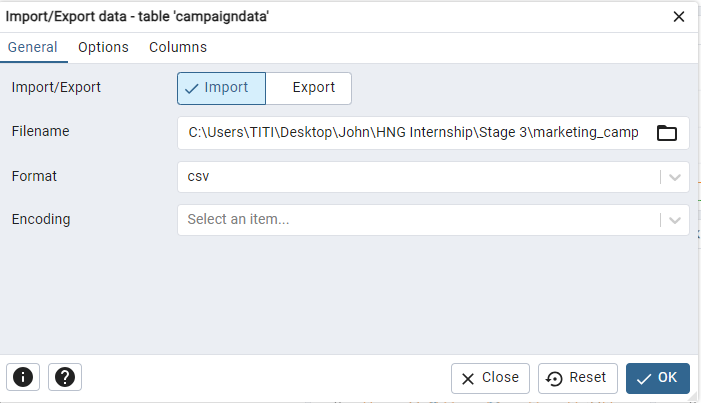 Import/Export data - table 'campaigndata'
General Options Columns
Import/Export Import Export
Filename C:\Users\TITI\Desktop\John\HNG Internship\Stage 3\marketing_camp
Format csv
Encoding Select an item...
Close Reset OK